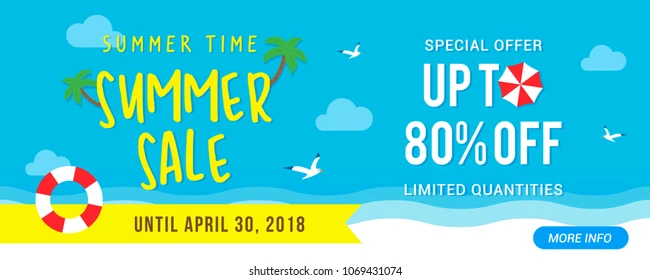 SUMMER TIME
SUMMER
SALE
UNTIL APRIL 30, 2018
SPECIAL OFFER
UP TO
80% OFF
LIMITED QUANTITIES
MORE INFO
shutterstock.com · 1069431074